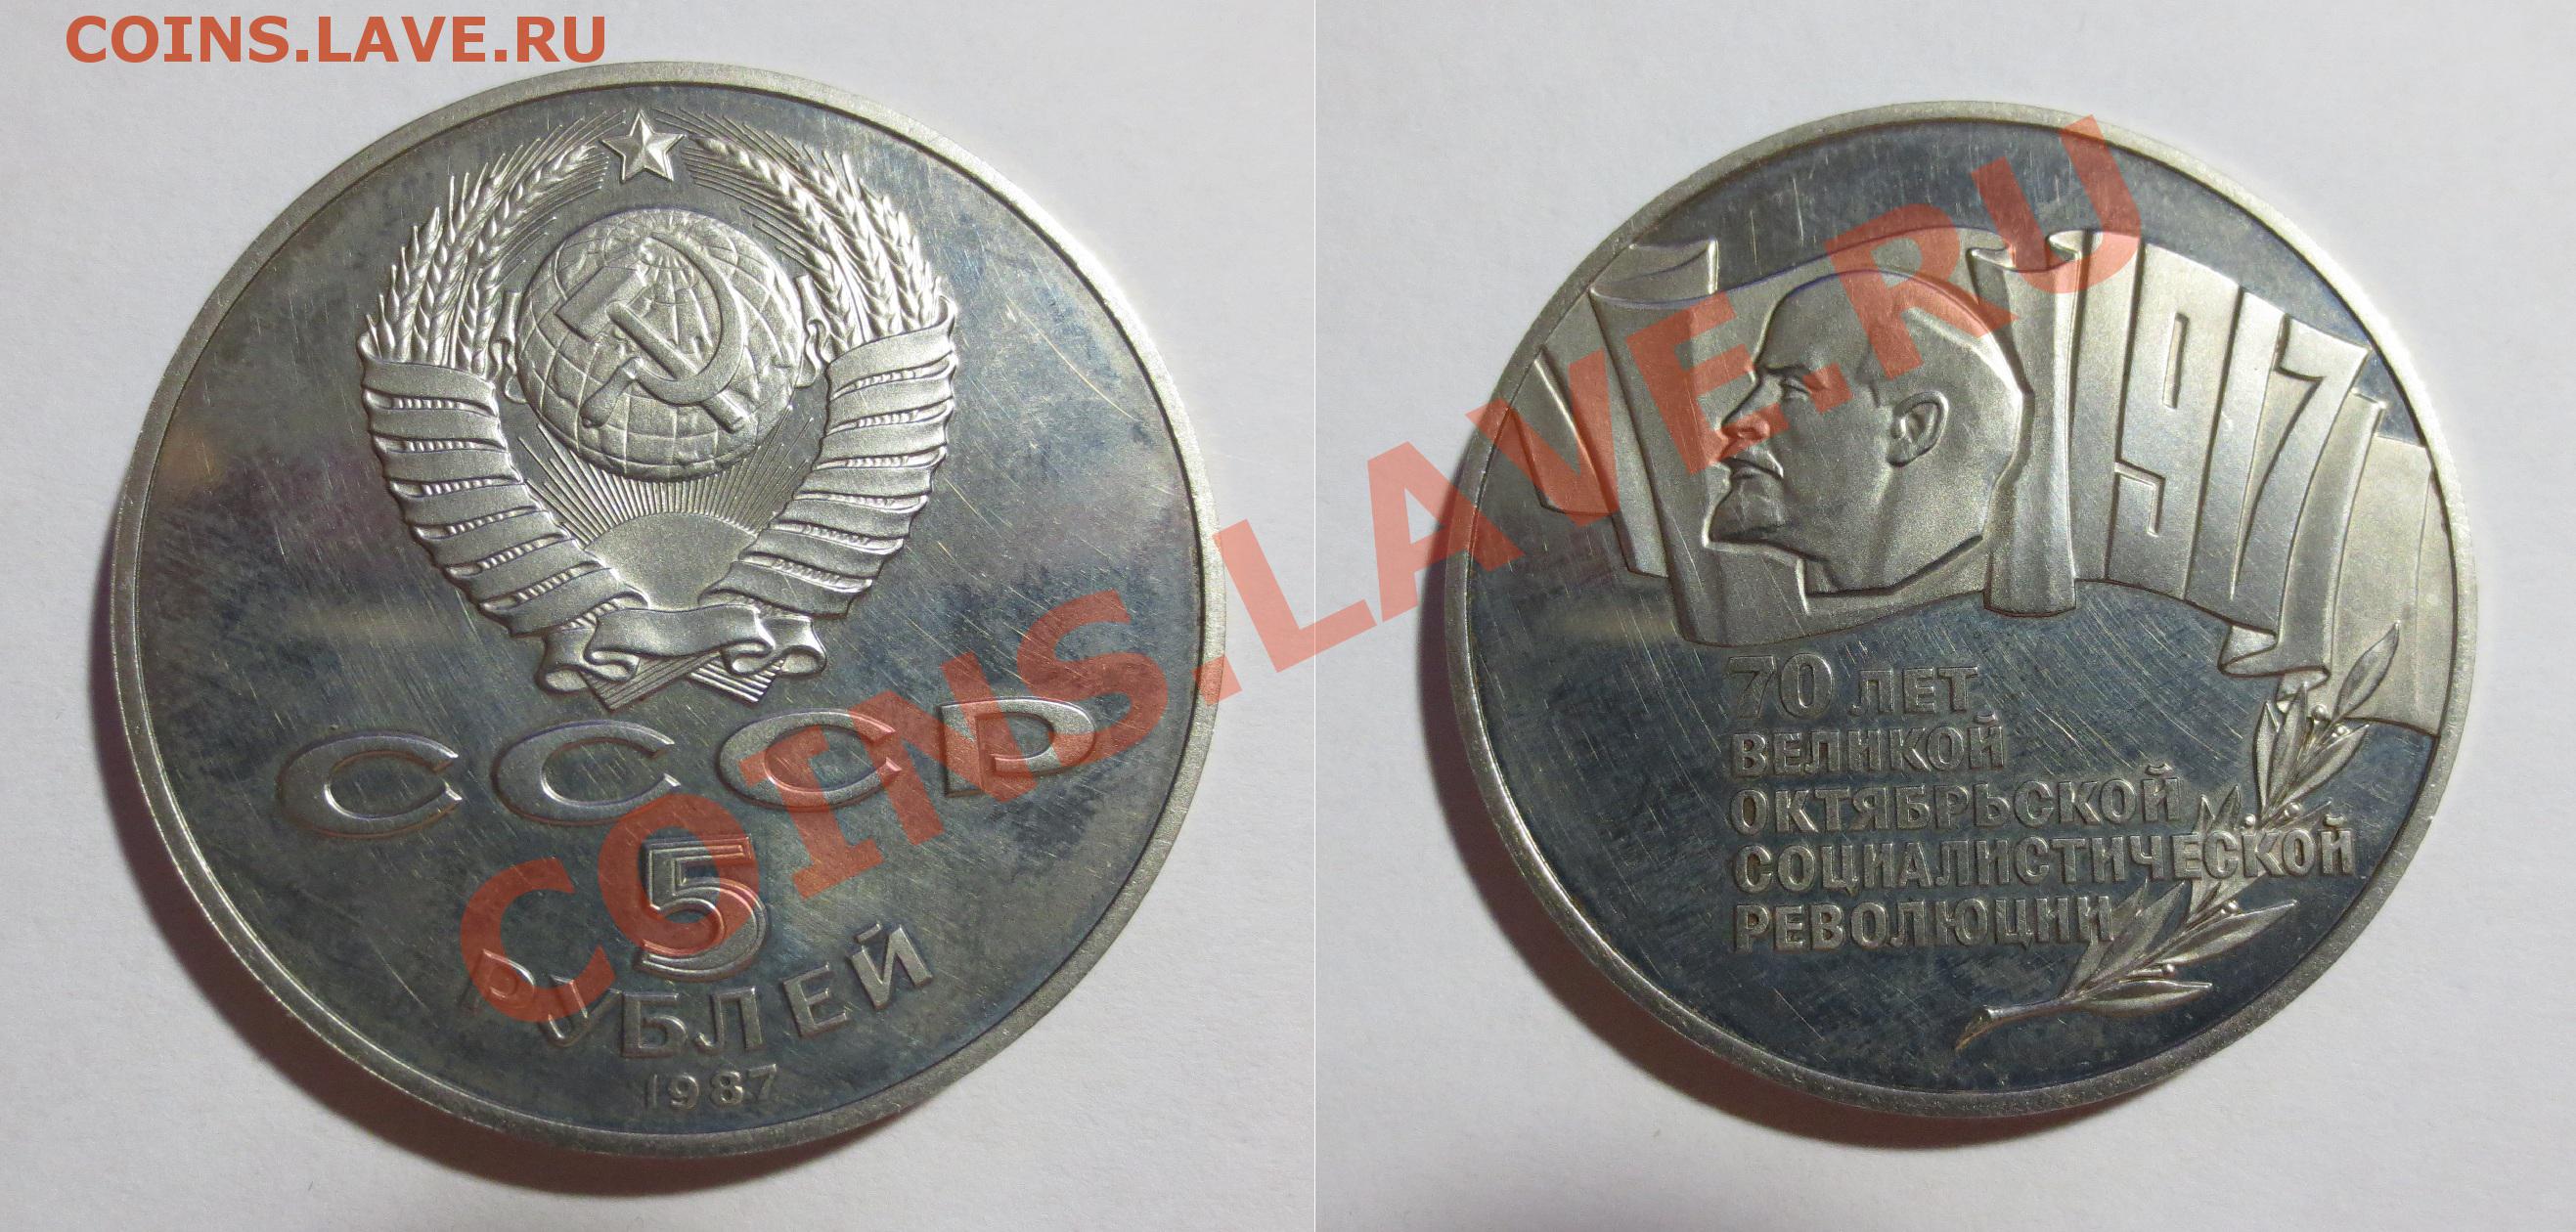 COINS.LAVE.RU
СССР
5
РУБЛЕЙ
1987
1917
70 ЛЕТ
ВЕЛИКОЙ
ОКТЯБРЬСКОЙ
СОЦИАЛИСТИЧЕСКОЙ
РЕВОЛЮЦИИ
COINS.LAVE.RU